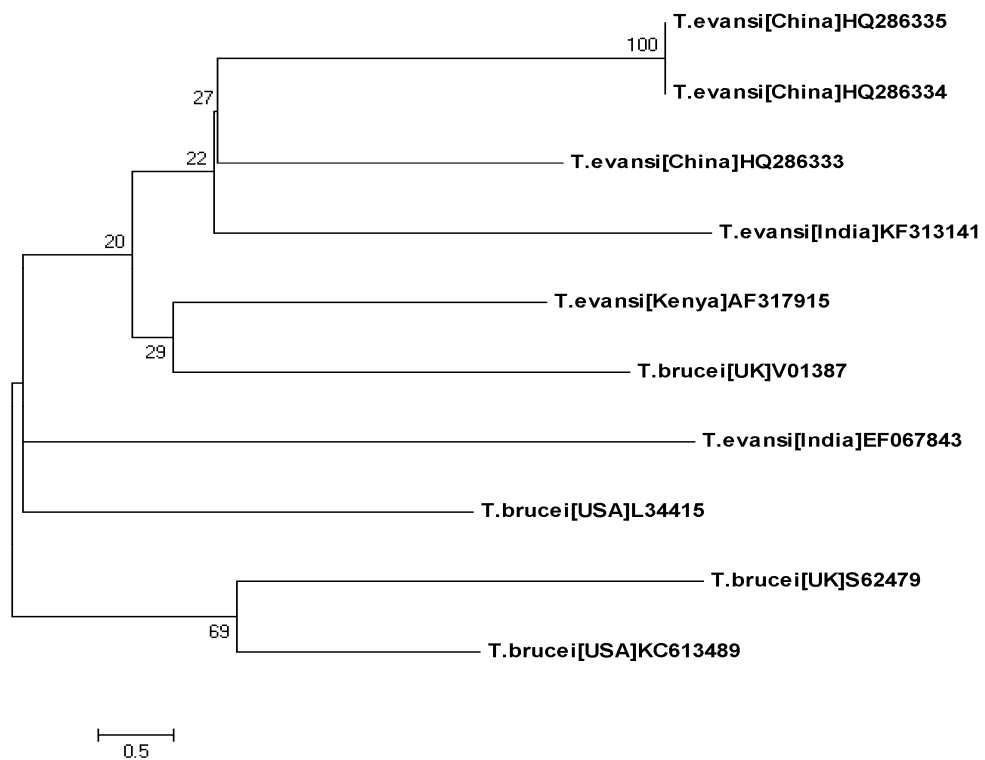 T.evansi[China]HQ286335
100
T.evansi[China]HQ286334
27
22
T.evansi[China]HQ286333
T.evansi[India]KF313141
20
T.evansi[Kenya]AF317915
29
T.brucei[UK]V01387
T.evansi[India]EF067843
T.brucei[USA]L34415
T.brucei[UK]S62479
69
T.brucei[USA]KC613489
0.5